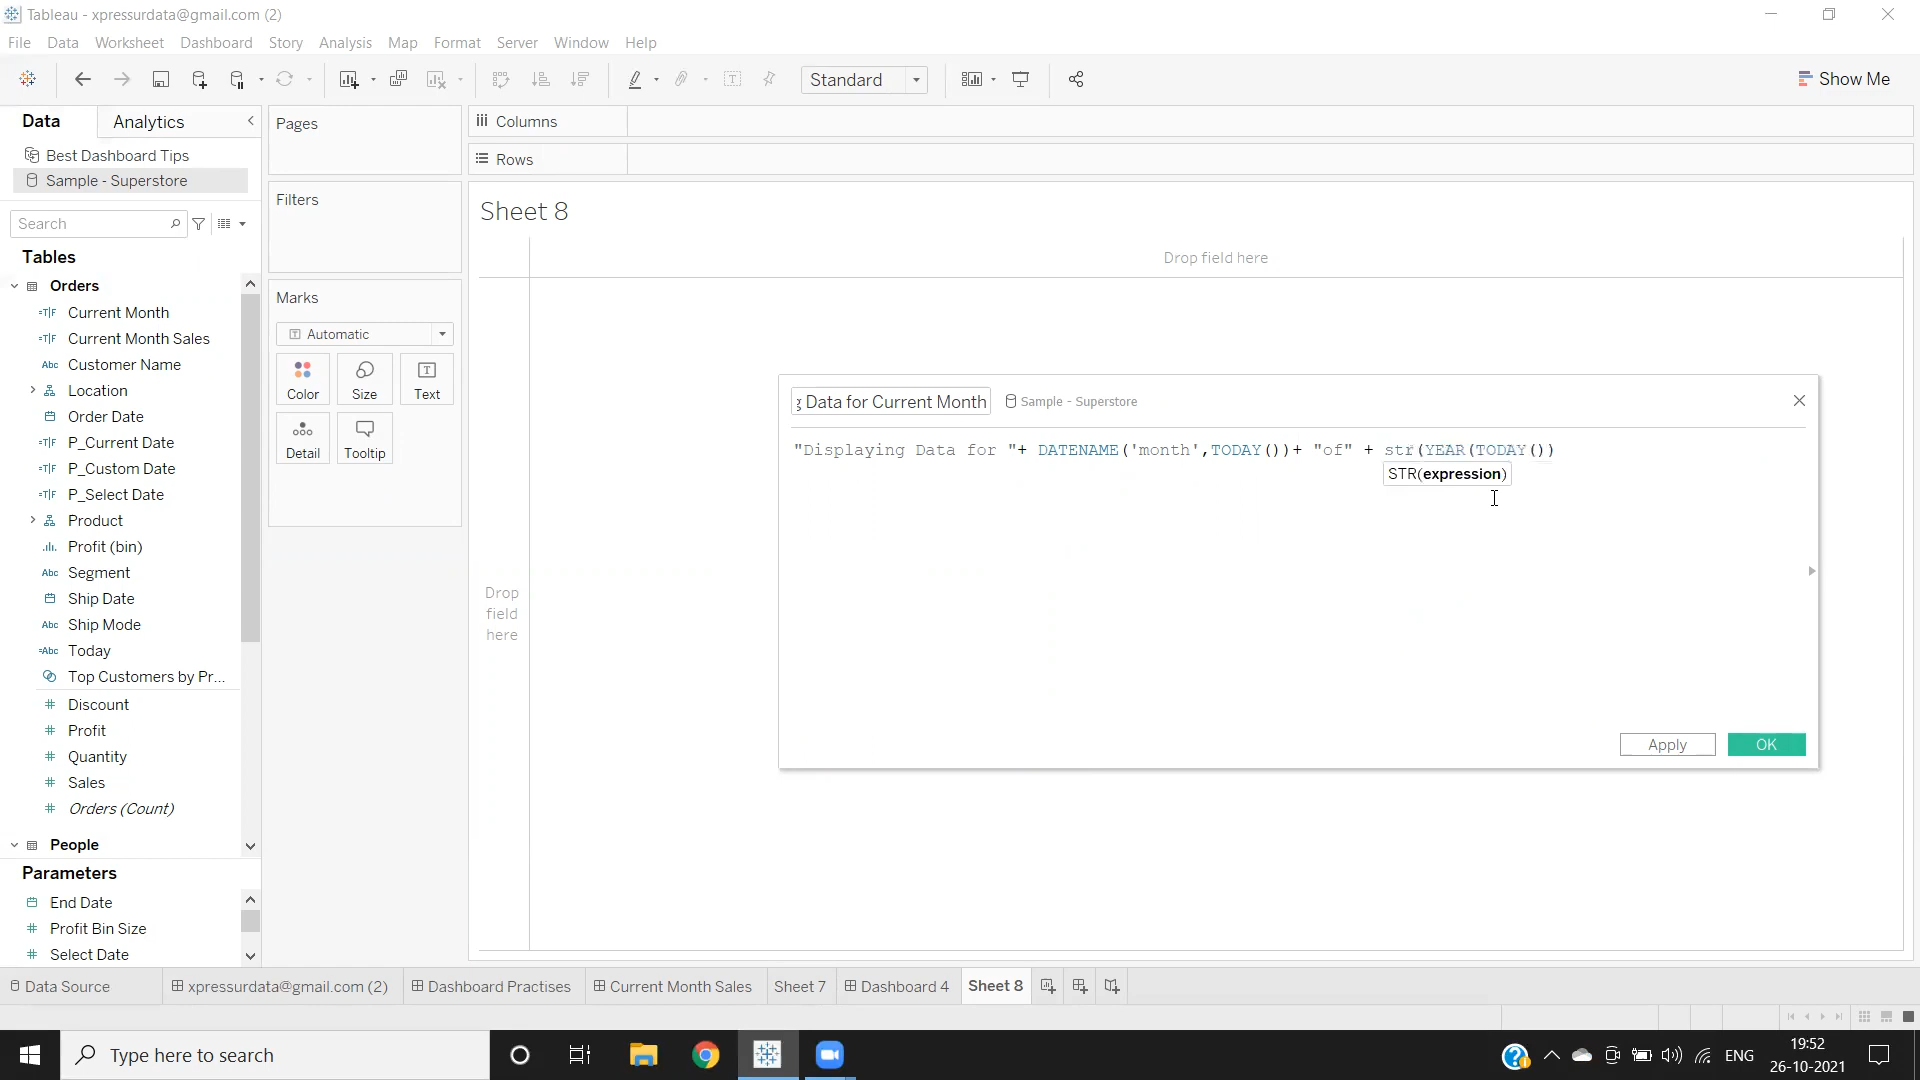 Tableau - xpressurdata@gmail.com (2)
File Data Worksheet Dashboard Story Analysis Map Format Server Window Help
Standard
Show Me
Data
Analytics
Pages
Columns
Rows
Best Dashboard Tips
Sample - Superstore
Filters
Sheet 8
Search
Tables
Drop field here
Orders
Marks
=T|F Current Month
=T|F Current Month Sales
Automatic
Abc Customer Name
Location
Color
Size
Text
Data for Current Month
Sample - Superstore
Order Date
=T|F P_Current Date
Detail
Tooltip
"Displaying Data for "+ DATENAME('month',TODAY())+ "of" + str(YEAR(TODAY())
=T|F P_Custom Date
STR(expression)
=T|F P_Select Date
Product
Profit (bin)
Abc Segment
Ship Date
Drop
field
here
Abc Ship Mode
=Abc Today
Top Customers by Pr...
# Discount
# Profit
Apply
OK
# Quantity
# Sales
# Orders (Count)
People
Parameters
End Date
# Profit Bin Size
# Select Date
Data Source
xpressurdata@gmail.com (2)
Dashboard Practises
Current Month Sales
Sheet 7
Dashboard 4
Sheet 8
Type here to search
ENG
19:52
26-10-2021